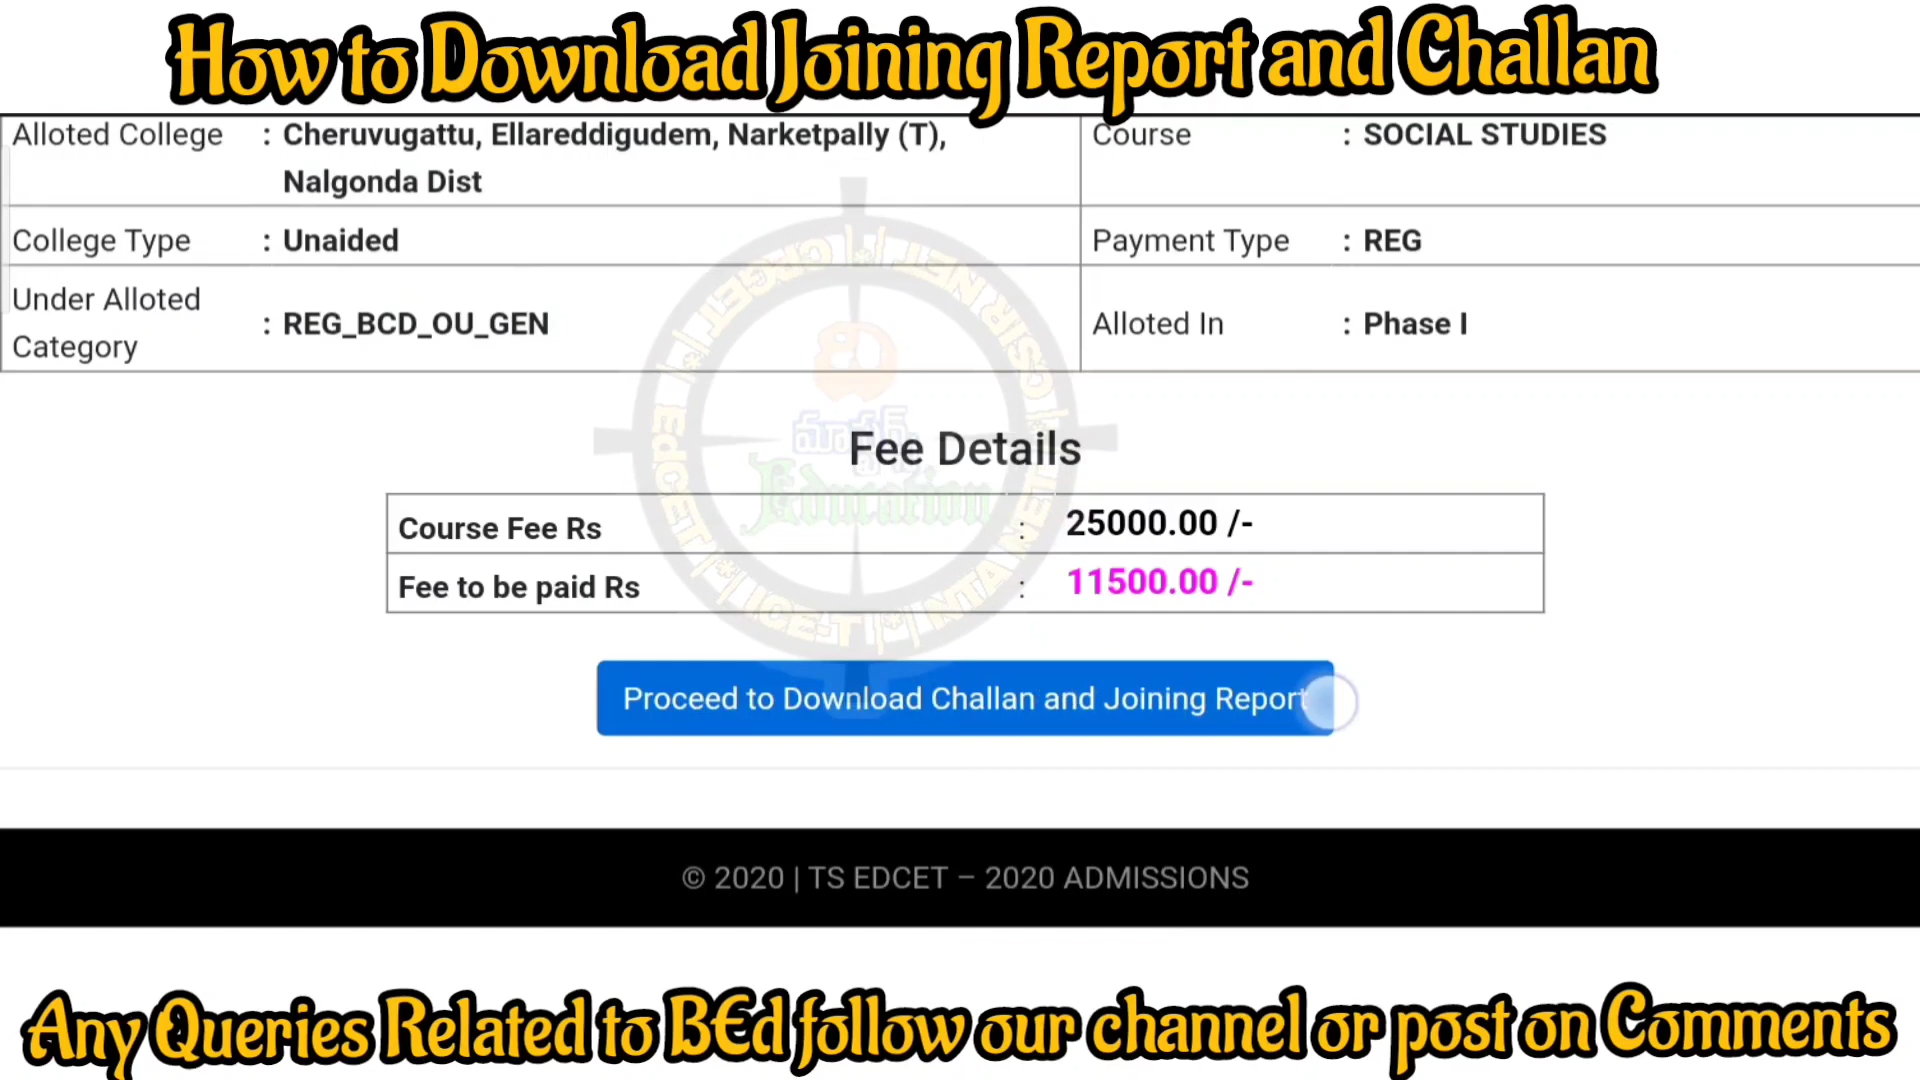 How to Download Joining Report and Challan
Alloted College : Cheruvugattu, Ellareddigudem, Narketpally (T), Nalgonda Dist
Course : SOCIAL STUDIES
College Type : Unaided
Payment Type : REG
Under Alloted Category : REG_BCD_OU_GEN
Alloted In : Phase I
Fee Details
Course Fee Rs : 25000.00 /-
Fee to be paid Rs : 11500.00 /-
Proceed to Download Challan and Joining Report
© 2020 | TS EDCET – 2020 ADMISSIONS
Any Queries Related to BEd follow our channel or post on Comments
Education